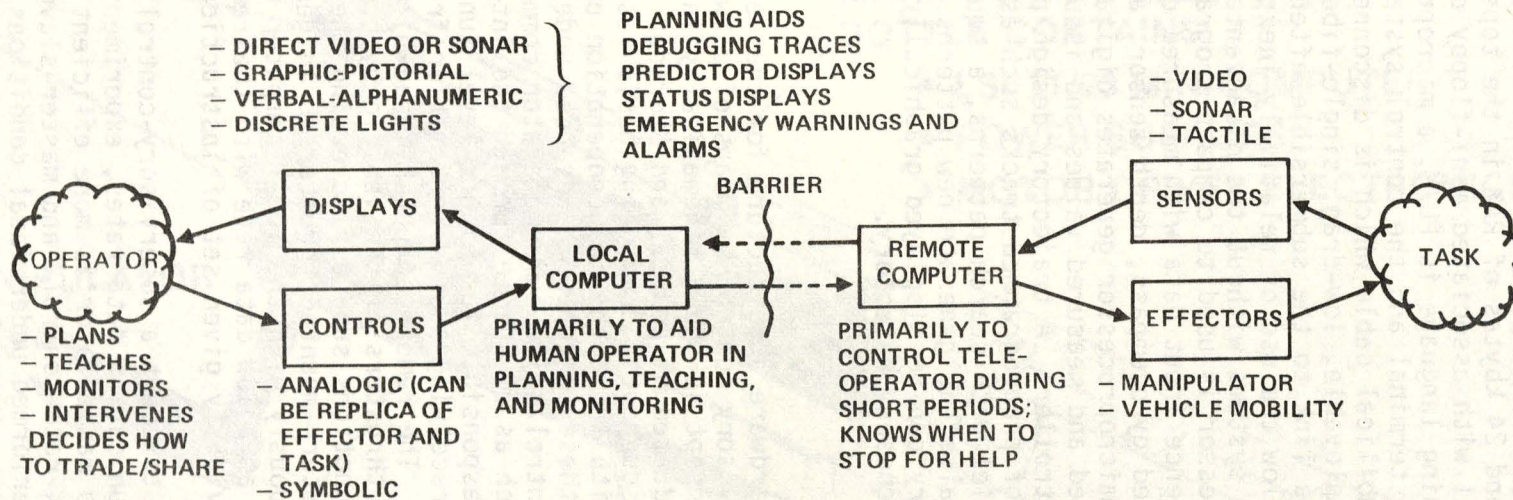 – DIRECT VIDEO OR SONAR
– GRAPHIC-PICTORIAL
– VERBAL-ALPHANUMERIC
– DISCRETE LIGHTS
PLANNING AIDS
DEBUGGING TRACES
PREDICTOR DISPLAYS
STATUS DISPLAYS
EMERGENCY WARNINGS AND
ALARMS
– VIDEO
– SONAR
– TACTILE
OPERATOR
– PLANS
– TEACHES
– MONITORS
– INTERVENES
DECIDES HOW
TO TRADE/SHARE
DISPLAYS
CONTROLS
– ANALOGIC (CAN
BE REPLICA OF
EFFECTOR AND
TASK)
– SYMBOLIC
LOCAL
COMPUTER
PRIMARILY TO AID
HUMAN OPERATOR IN
PLANNING, TEACHING,
AND MONITORING
BARRIER
REMOTE
COMPUTER
PRIMARILY TO
CONTROL TELE-
OPERATOR DURING
SHORT PERIODS;
KNOWS WHEN TO
STOP FOR HELP
SENSORS
EFFECTORS
– MANIPULATOR
– VEHICLE MOBILITY
TASK